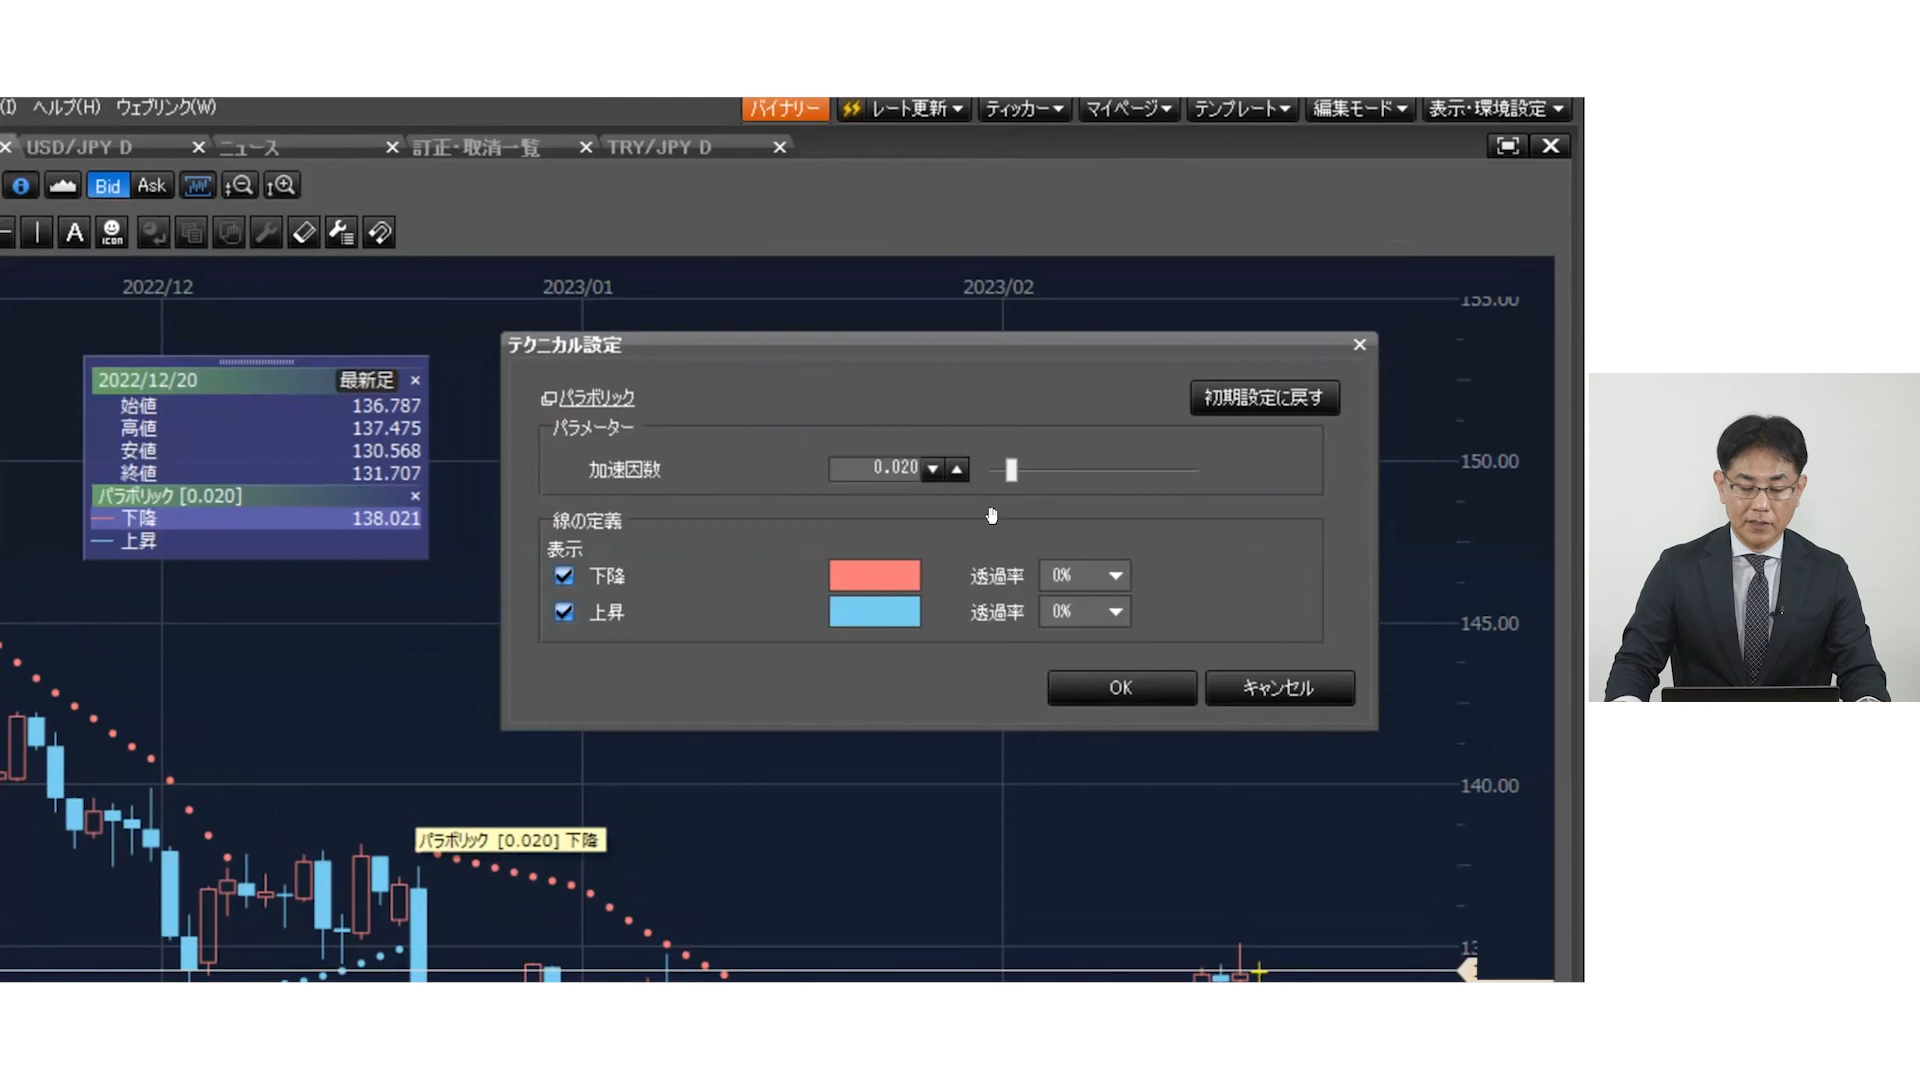 (I) ヘルプ(H) ウェブリンク(W)
バイナリー レート更新 ティッカー マイページ テンプレート 編集モード 表示・環境設定
USD/JPY D ニュース 訂正・取消一覧 TRY/JPY D
Bid Ask
A ICON
2022/12 2023/01 2023/02
155.00
テクニカル設定
2022/12/20 最新足
始値 136.787
高値 137.475
安値 130.568
終値 131.707
パラボリック [0.020]
下降 138.021
上昇
パラボリック 初期設定に戻す
パラメーター
加速因数 0.020
150.00
線の定義
表示
下降 透過率 0%
上昇 透過率 0%
145.00
OK キャンセル
140.00
パラボリック [0.020] 下降